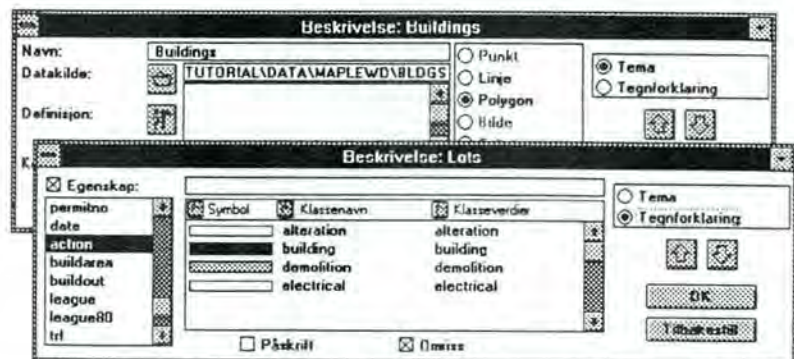 Beskrivelse: Buildings
Navn: Buildings
Datakilde: TUTORIAL\DATA\MAPLEWD\BLDGS
Definisjon:
Punkt
Linje
Polygon
Bilde
Tema
Tegnforklaring
Beskrivelse: Lots
Egenskap:
permitno
date
action
buildarea
buildout
league
league80
trl
Symbol Klassenavn Klasseverdier
alteration alteration
building building
demolition demolition
electrical electrical
Påskrift
Tema
Tegnforklaring
OK
Tilbakestill